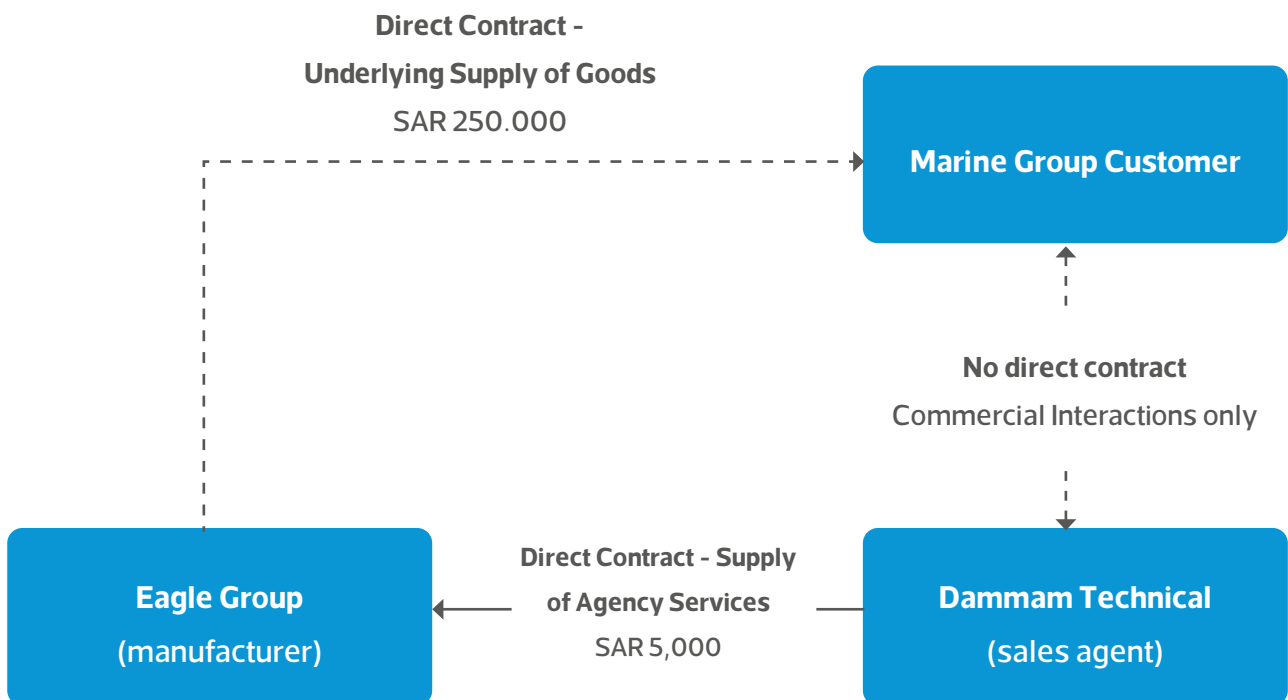 Direct Contract -
Underlying Supply of Goods
SAR 250.000
Marine Group Customer
No direct contract
Commercial Interactions only
Eagle Group
(manufacturer)
Direct Contract - Supply
of Agency Services
SAR 5,000
Dammam Technical
(sales agent)